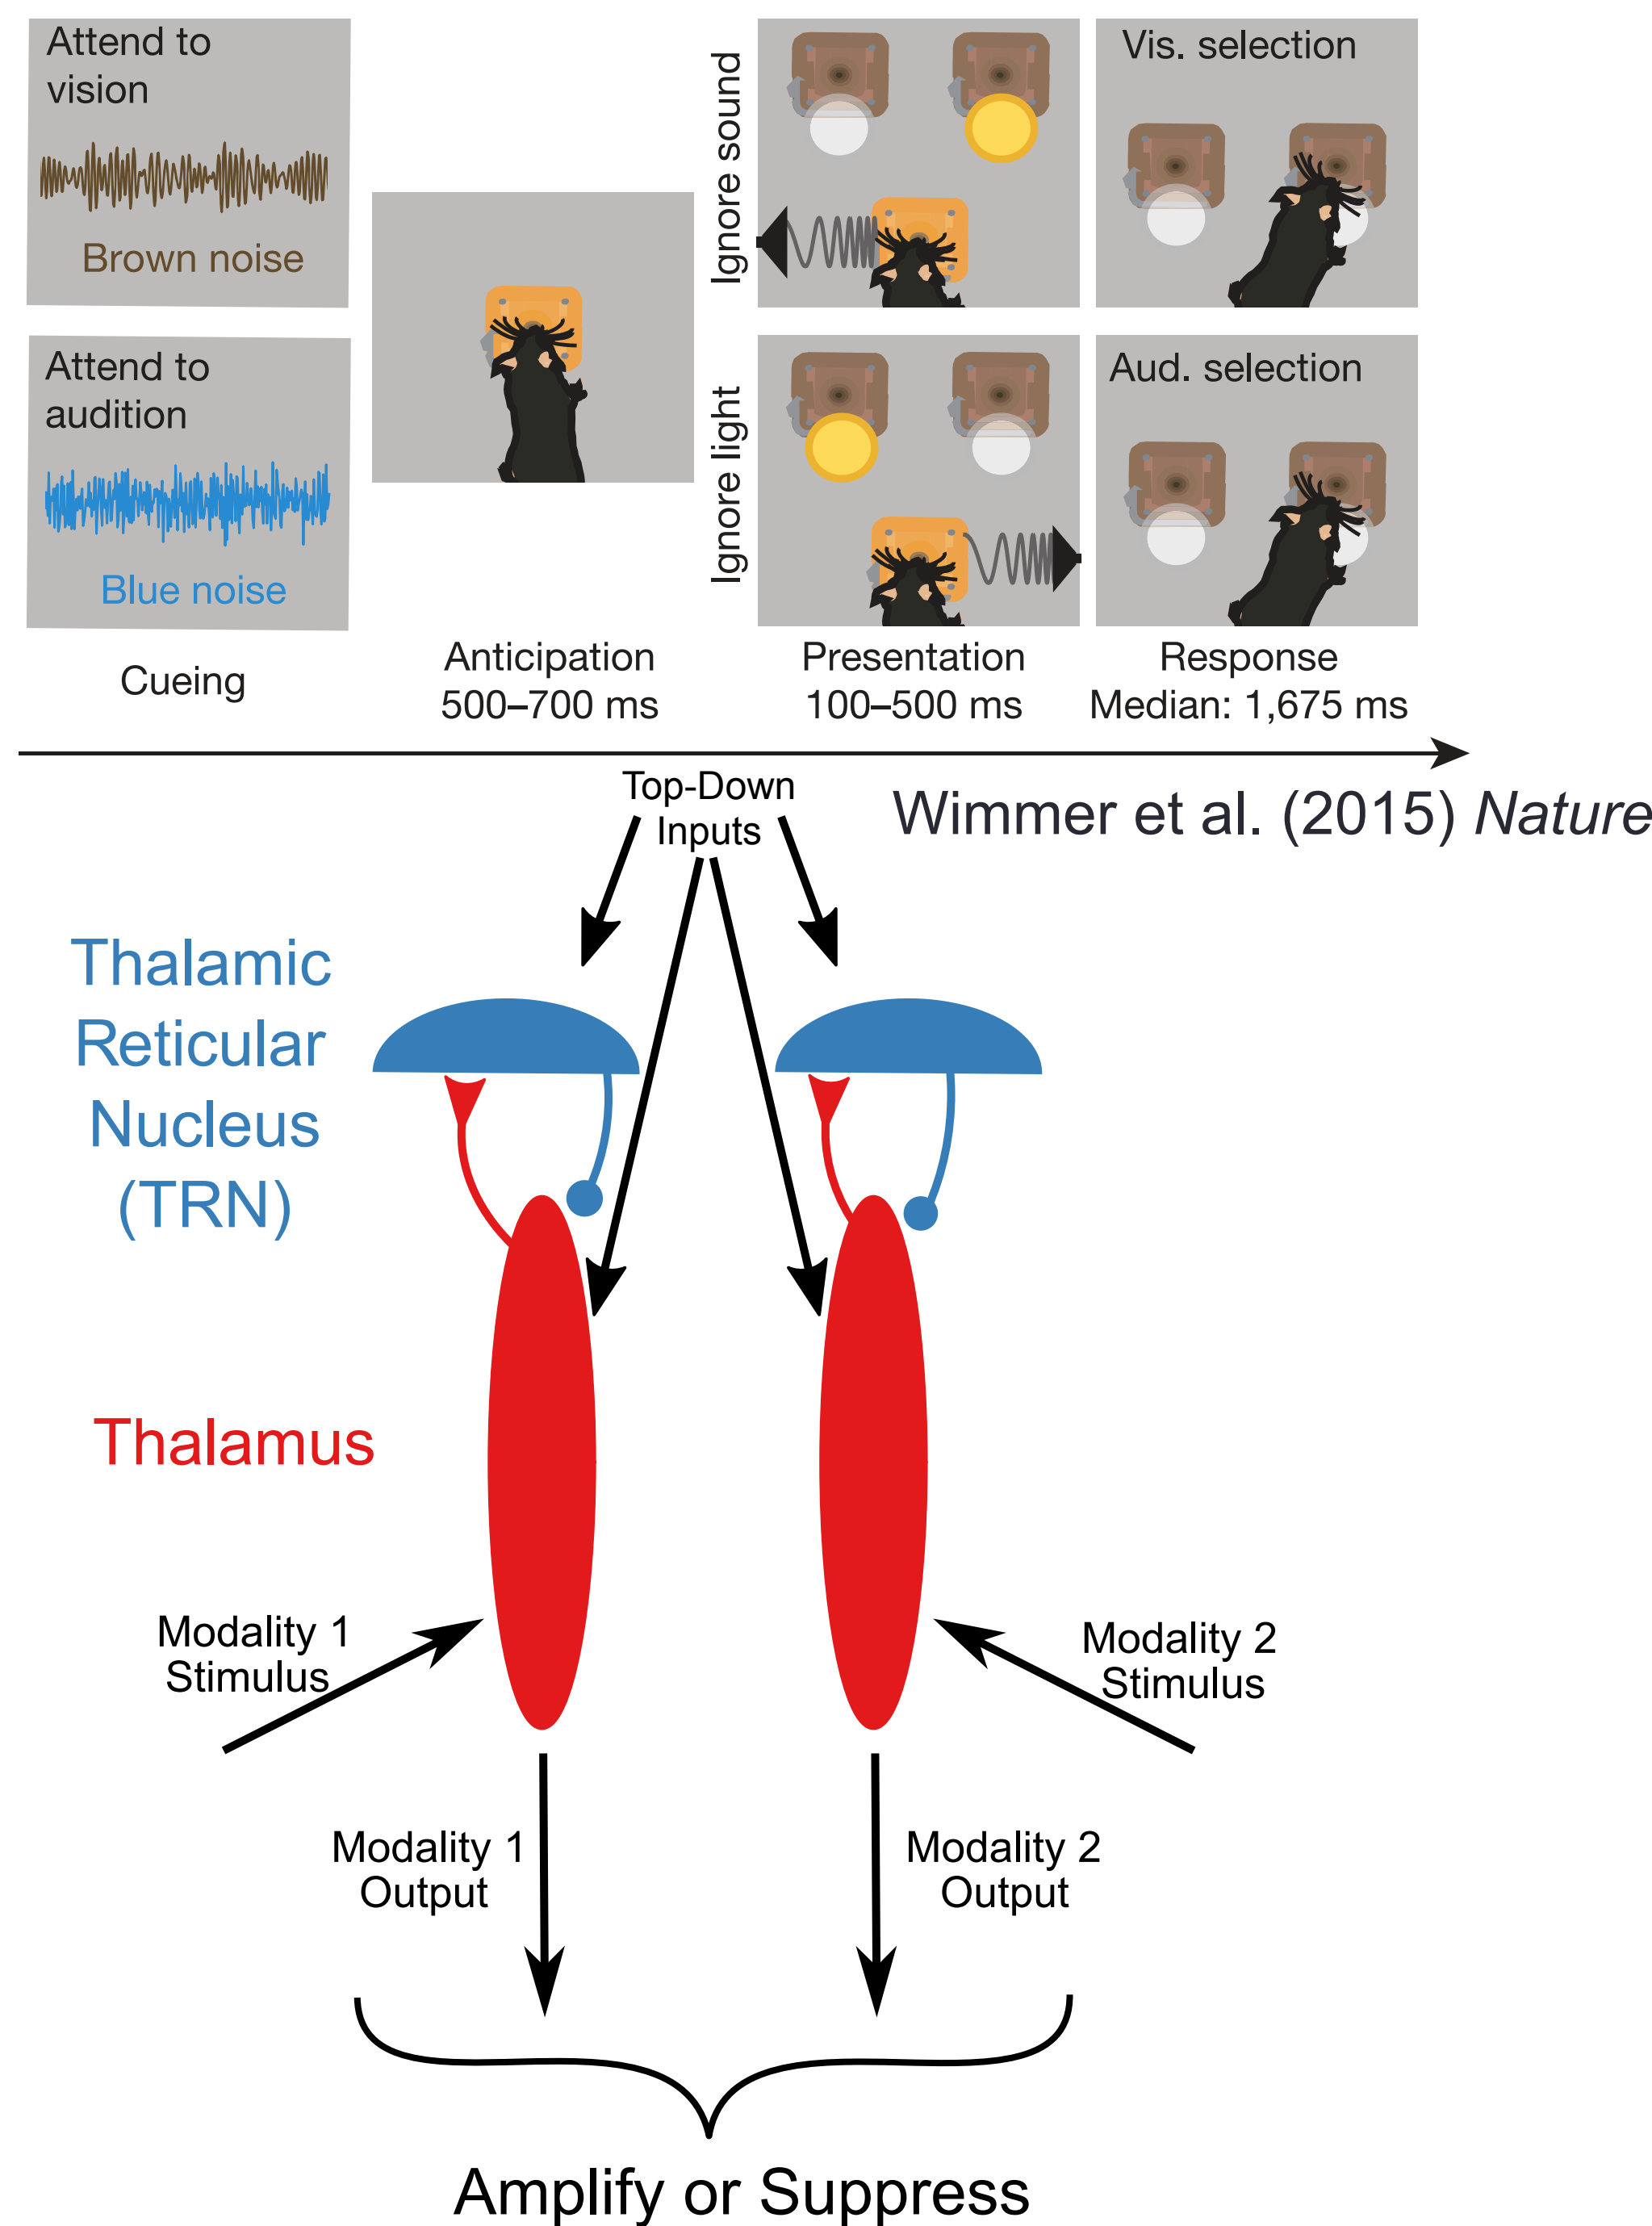 Attend to
vision
Brown noise
Attend to
audition
Blue noise
Cueing
Anticipation
500–700 ms
Ignore sound
Ignore light
Presentation
100–500 ms
Vis. selection
Aud. selection
Response
Median: 1,675 ms
Wimmer et al. (2015) Nature
Top-Down
Inputs
Thalamic
Reticular
Nucleus
(TRN)
Thalamus
Modality 1
Stimulus
Modality 2
Stimulus
Modality 1
Output
Modality 2
Output
Amplify or Suppress